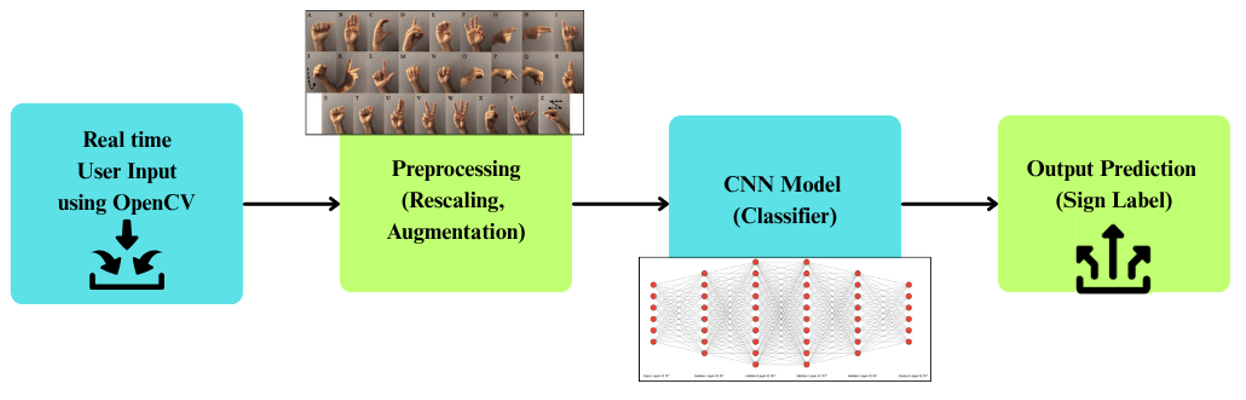 Real time
User Input
using OpenCV
A B C D E F G H I
J K L M N O P Q R
S T U V W X Y Z
Preprocessing
(Rescaling,
Augmentation)
CNN Model
(Classifier)
Output Prediction
(Sign Label)